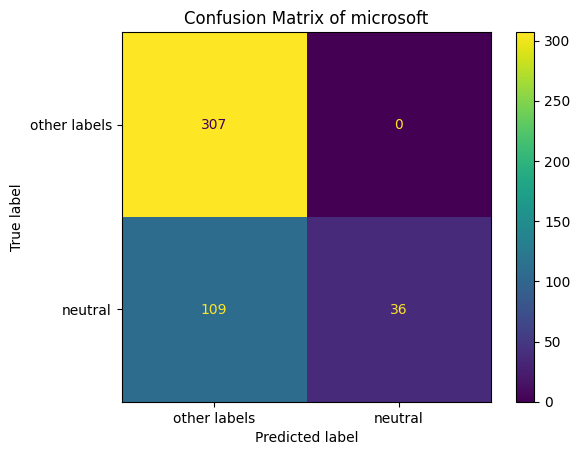 Confusion Matrix of microsoft
True label
other labels
307
0
neutral
109
36
other labels
neutral
Predicted label
300
250
200
150
100
50
0